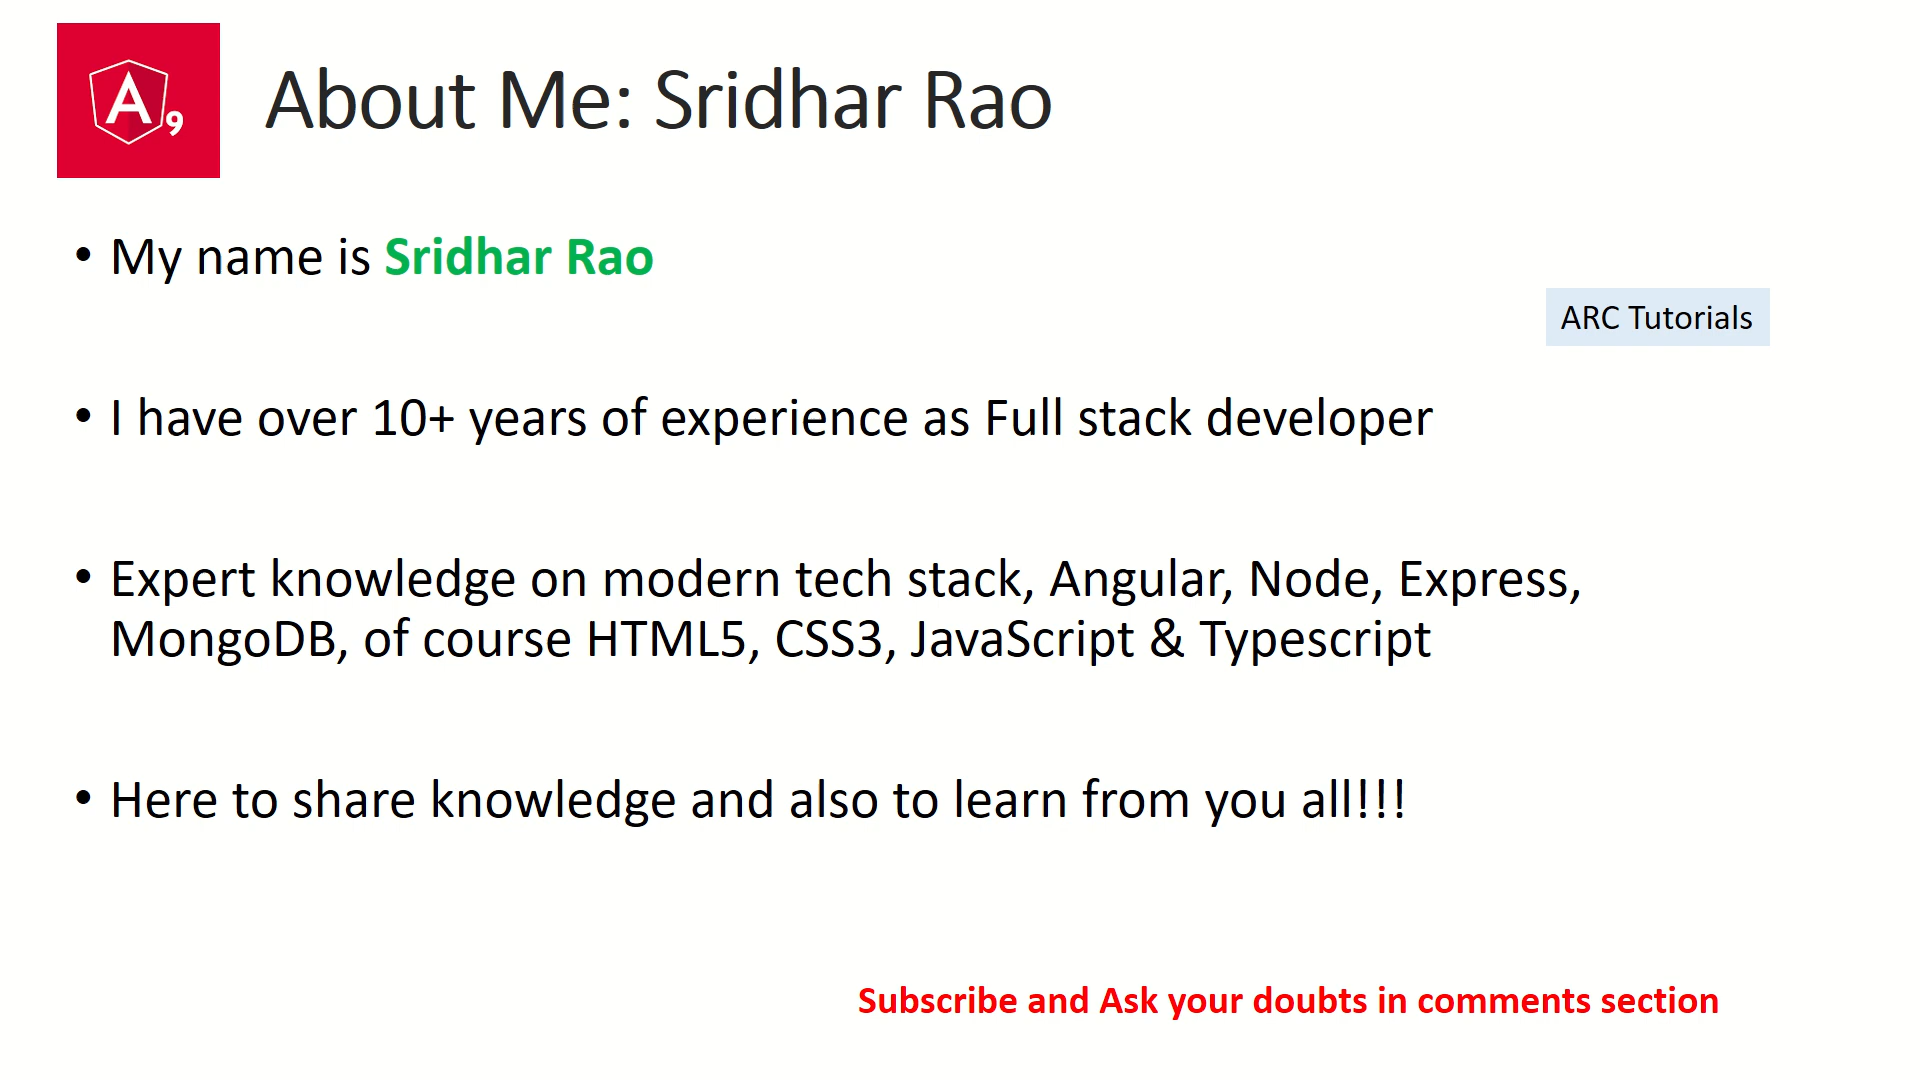 A9
About Me: Sridhar Rao
• My name is Sridhar Rao
ARC Tutorials
• I have over 10+ years of experience as Full stack developer
• Expert knowledge on modern tech stack, Angular, Node, Express,
MongoDB, of course HTML5, CSS3, JavaScript & Typescript
• Here to share knowledge and also to learn from you all!!!
Subscribe and Ask your doubts in comments section